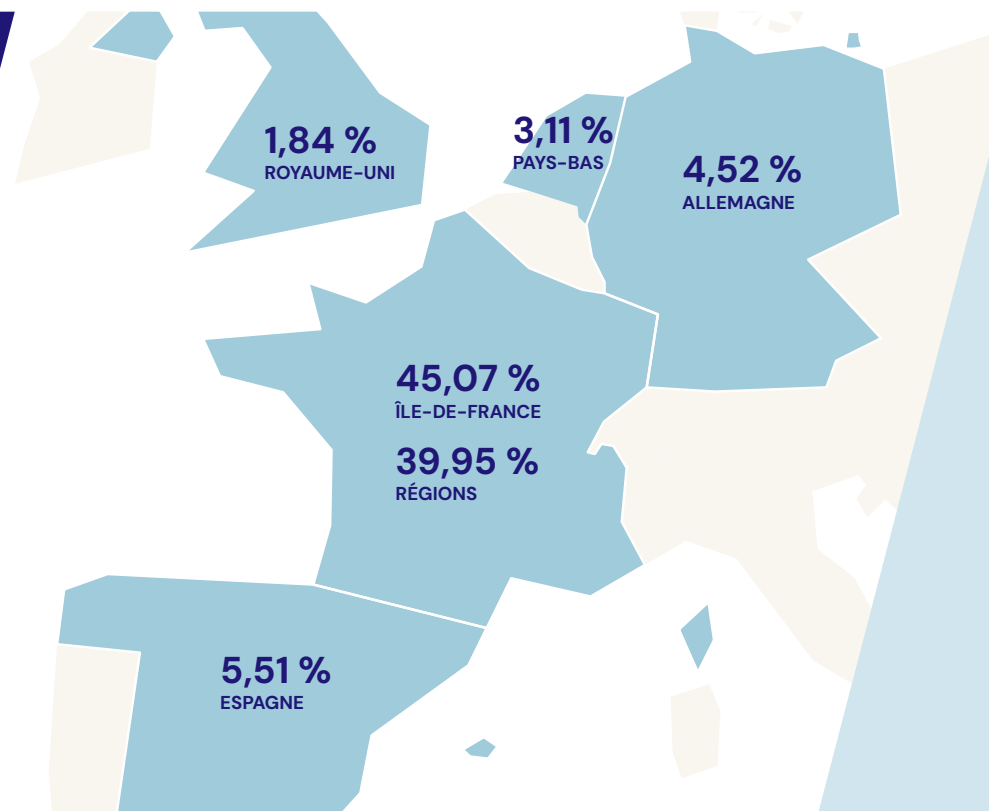 1,84 %
ROYAUME-UNI
3,11 %
PAYS-BAS
4,52 %
ALLEMAGNE
45,07 %
ÎLE-DE-FRANCE
39,95 %
RÉGIONS
5,51 %
ESPAGNE